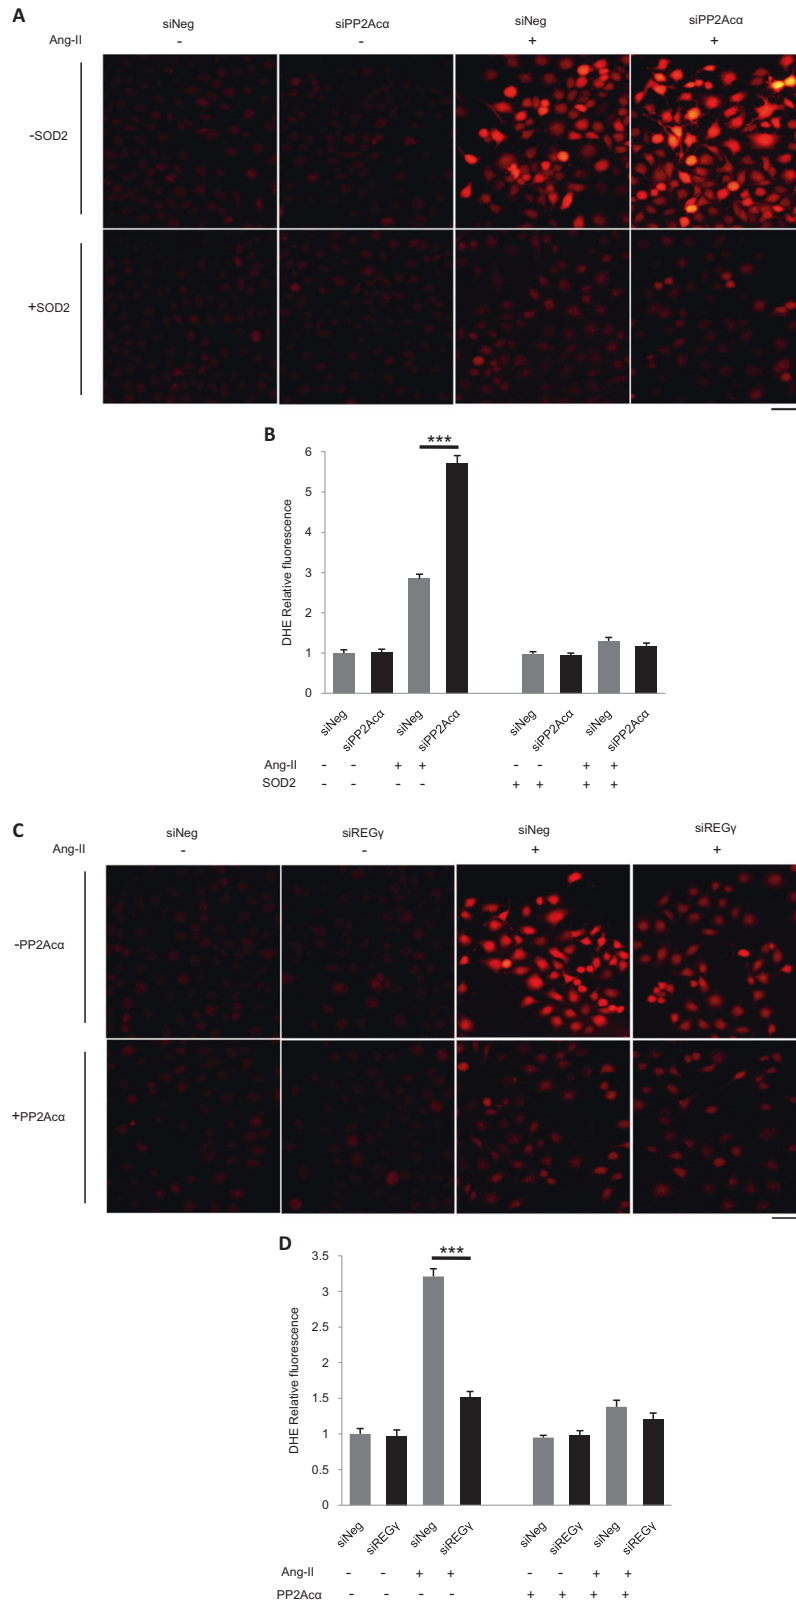 A
siNeg siPP2Acα siNeg siPP2Acα
Ang-II - - + +
-SOD2
+SOD2
B
***
6
5
4
3
2
1
0
DHE Relative fluorescence
siNeg siPP2Acα siNeg siPP2Acα siNeg siPP2Acα siNeg siPP2Acα
Ang-II - - + + - - + +
SOD2 - - - - + + + +
C
siNeg siREGγ siNeg siREGγ
Ang-II - - + +
-PP2Acα
+PP2Acα
D
***
3.5
3
2.5
2
1.5
1
0.5
0
DHE Relative fluorescence
siNeg siREGγ siNeg siREGγ siNeg siREGγ siNeg siREGγ
Ang-II - - + + - - + +
PP2Acα - - - - + + + +